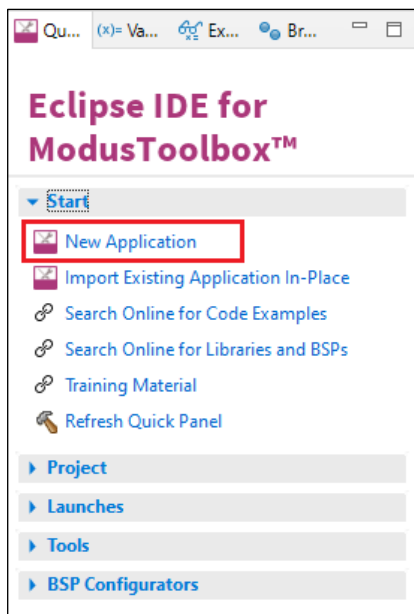 Qu... (x)= Va... Ex... Br...
Eclipse IDE for
ModusToolbox™
Start
New Application
Import Existing Application In-Place
Search Online for Code Examples
Search Online for Libraries and BSPs
Training Material
Refresh Quick Panel
Project
Launches
Tools
BSP Configurators